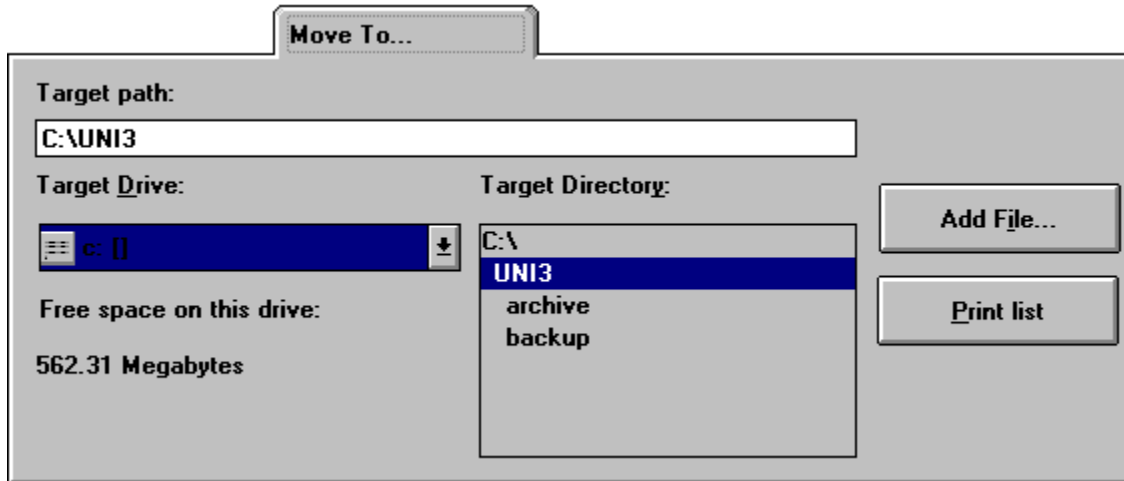 Move To...
Target path:
C:\UNI3
Target Drive:
c: []
Free space on this drive:
562.31 Megabytes
Target Directory:
C:\
UNI3
archive
backup
Add File...
Print list